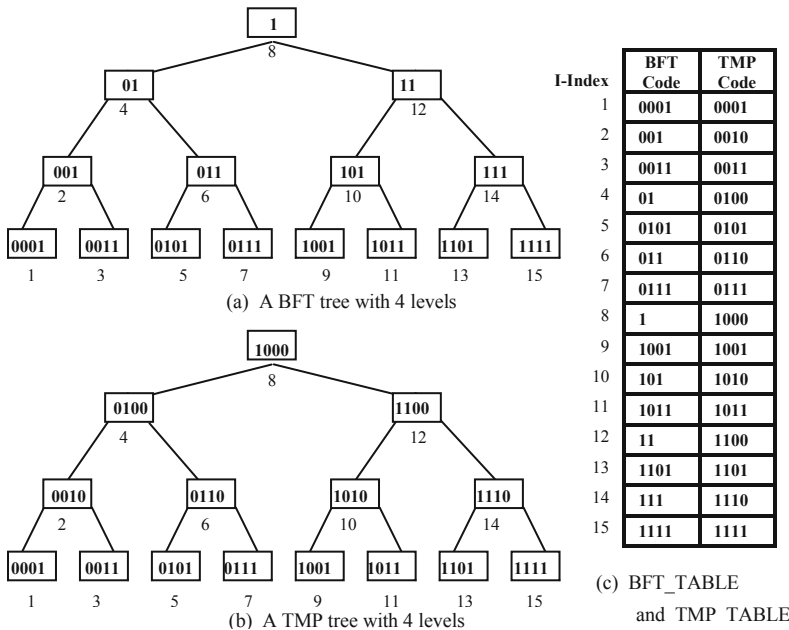 1
8
01 11
4 12
001 011 101 111
2 6 10 14
0001 0011 0101 0111 1001 1011 1101 1111
1 3 5 7 9 11 13 15
(a) A BFT tree with 4 levels
1000
8
0100 1100
4 12
0010 0110 1010 1110
2 6 10 14
0001 0011 0101 0111 1001 1011 1101 1111
1 3 5 7 9 11 13 15
(b) A TMP tree with 4 levels
I-Index BFT Code TMP Code
1 0001 0001
2 001 0010
3 0011 0011
4 01 0100
5 0101 0101
6 011 0110
7 0111 0111
8 1 1000
9 1001 1001
10 101 1010
11 1011 1011
12 11 1100
13 1101 1101
14 111 1110
15 1111 1111
(c) BFT_TABLE
and TMP_TABLE